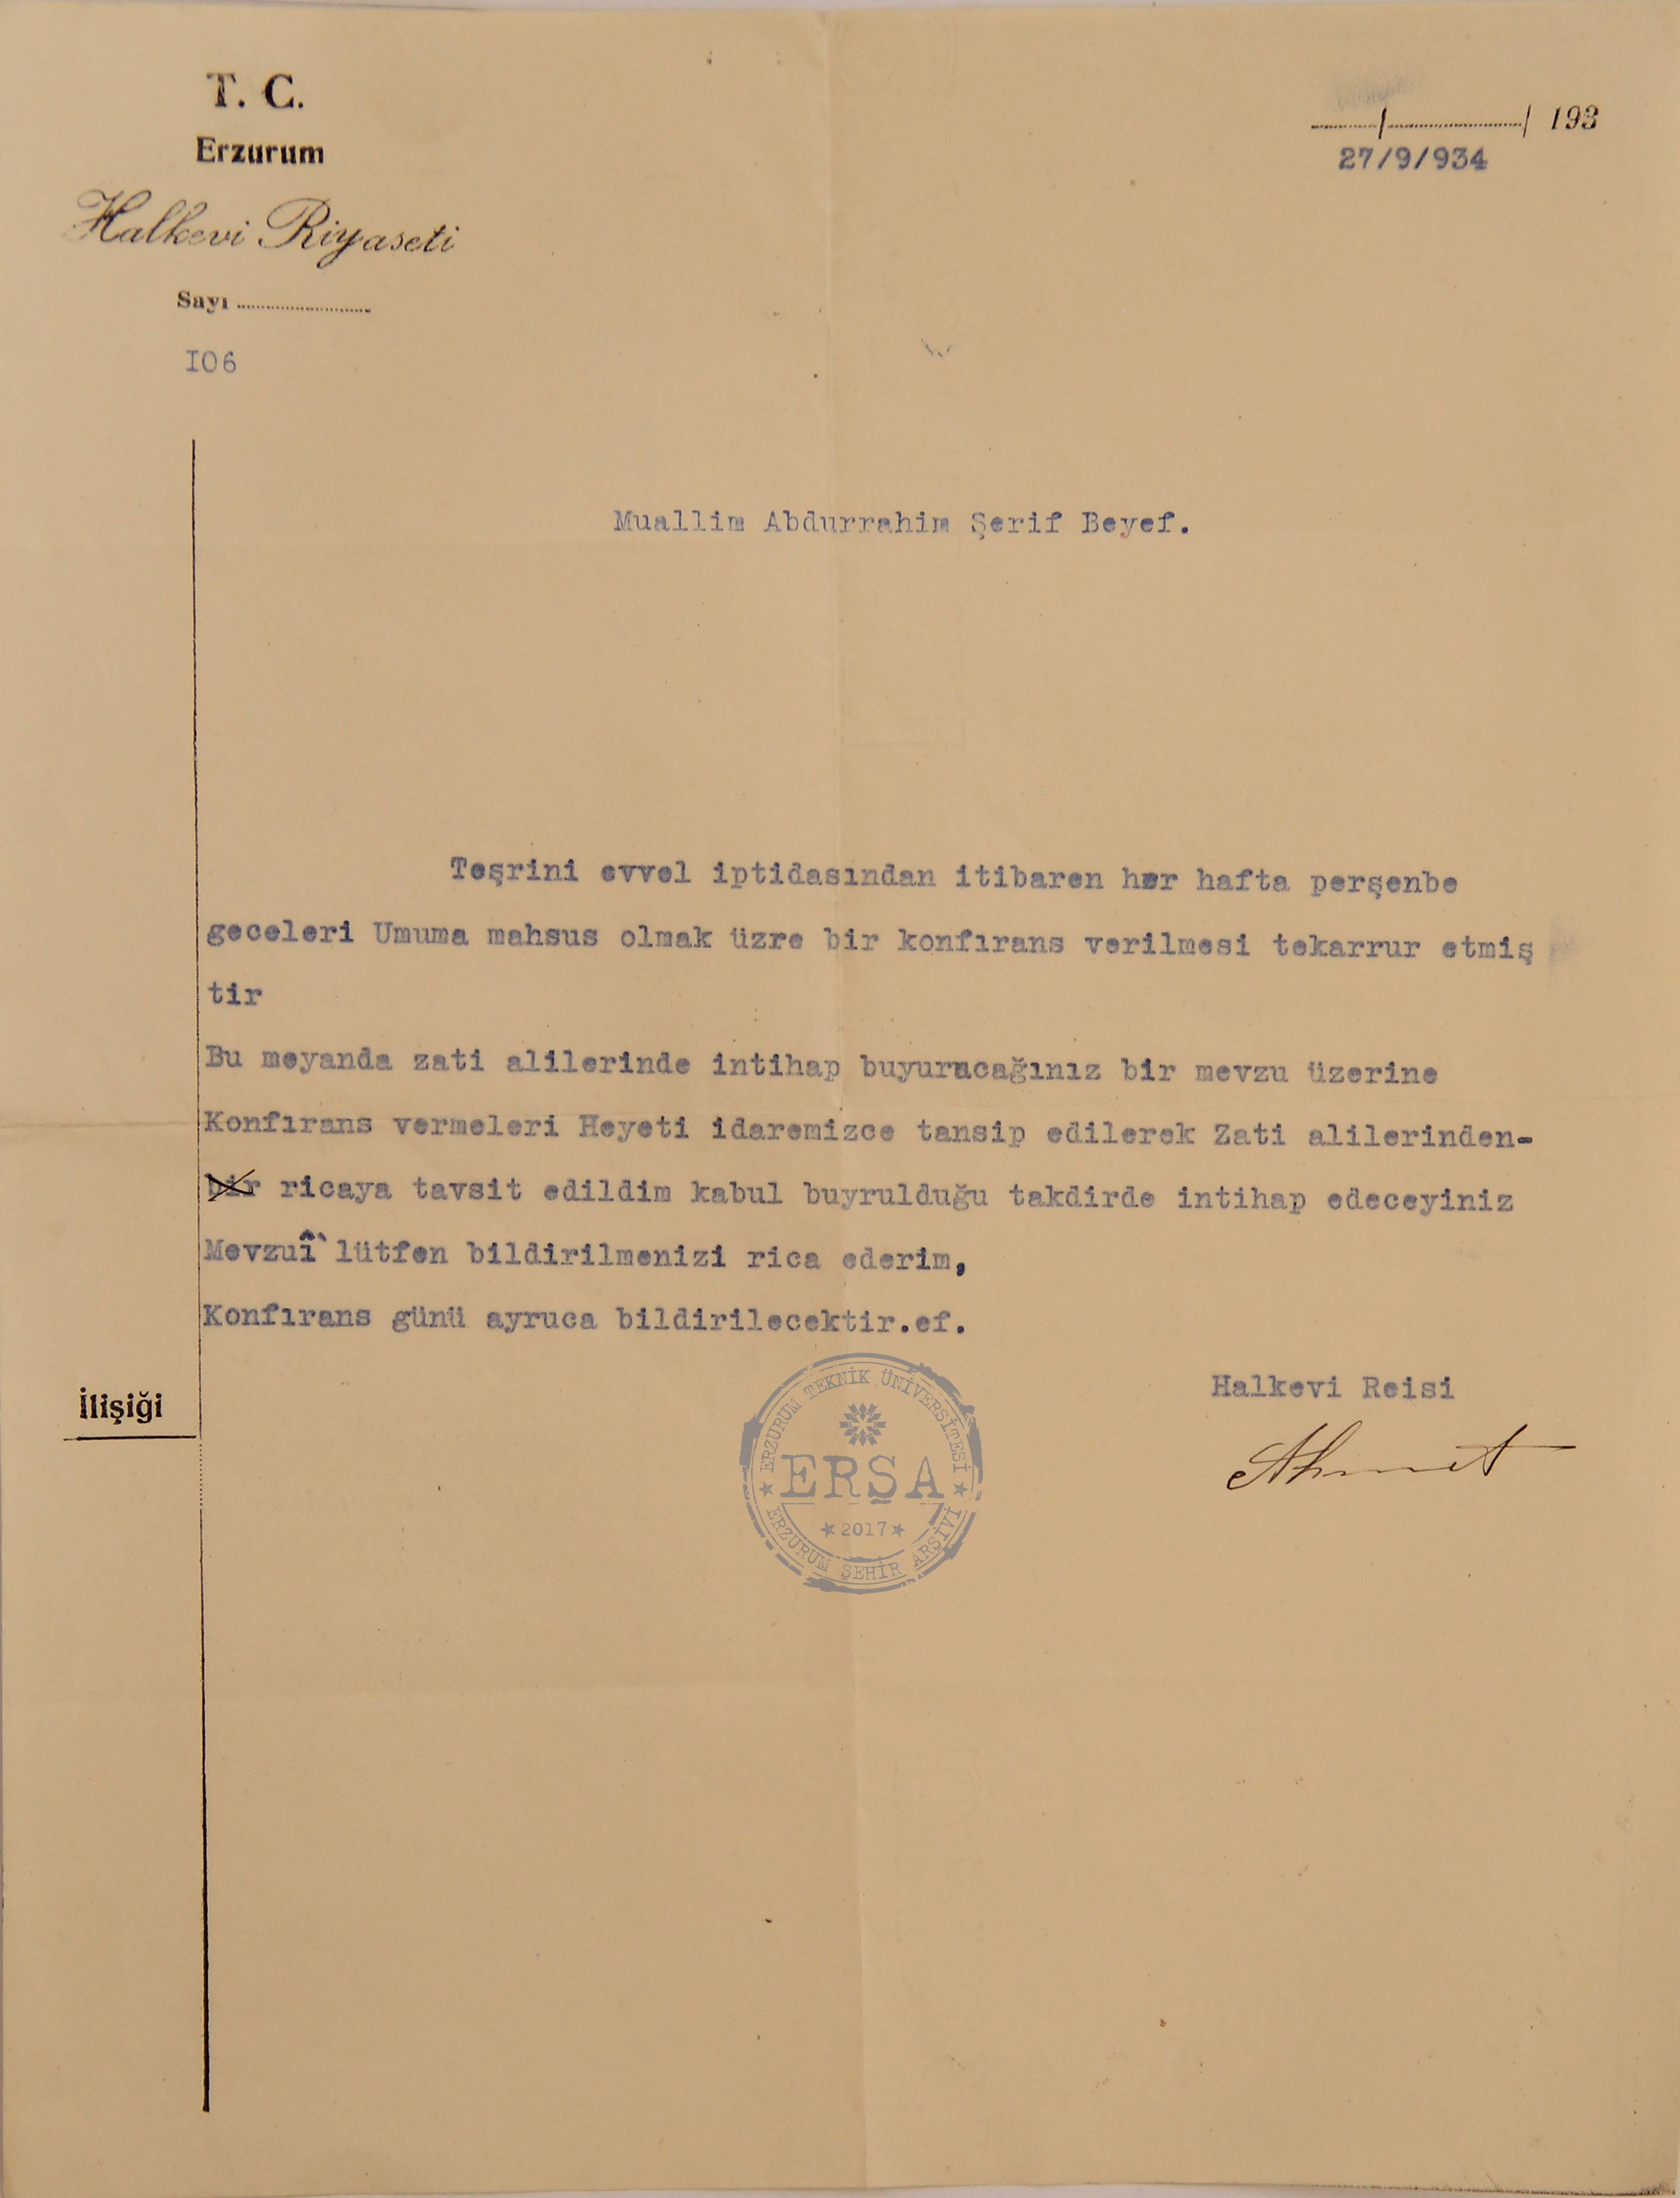 T. C.
Erzurum
Halkevi Riyaseti
Sayı
I06
/ / 193
27/9/934
Muallim Abdurrahim Şerif Beyef.
Teşrini evvel iptidasından itibaren her hafta perşenbe
geceleri Umuma mahsus olmak üzre bir konfırans verilmesi tekarrur etmiş
tir
Bu meyanda zati alilerinde intihap buyuracağınız bir mevzu üzerine
Konfırans vermeleri Heyeti idaremizce tansip edilerek Zati alilerinden-
bir ricaya tavsit edildim kabul buyrulduğu takdirde intihap edeceyiniz
Mevzuî lütfen bildirilmenizi rica ederim,
Konfırans günü ayruca bildirilecektir.ef.
Halkevi Reisi
Ahmet
İlişiği
ERZURUM TEKNİK ÜNİVERSİTESİ
ERŞA
2017
ERZURUM ŞEHİR ARŞİVİ